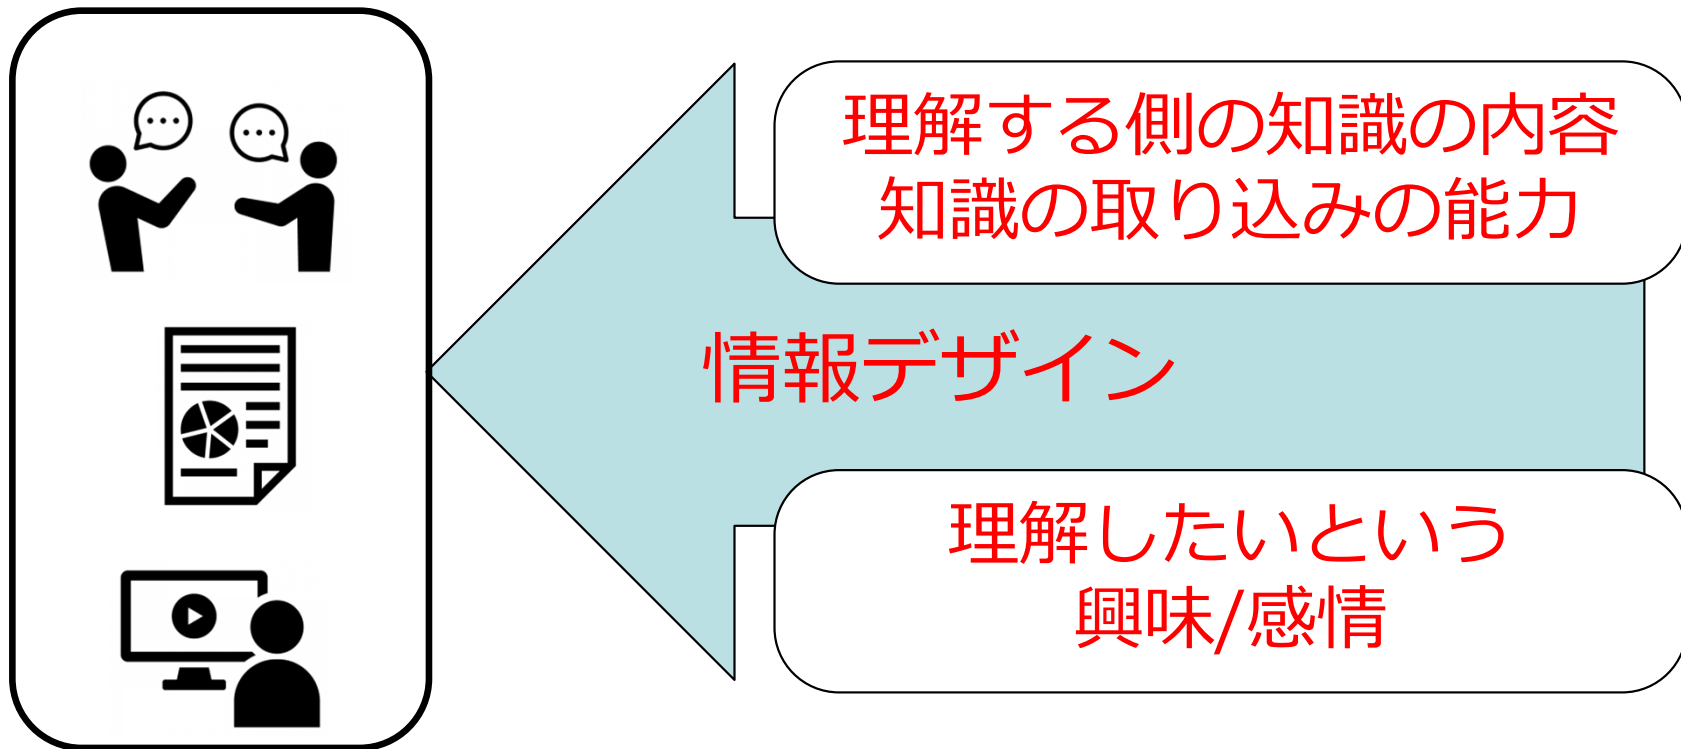 理解する側の知識の内容
知識の取り込みの能力
情報デザイン
理解したいという
興味/感情